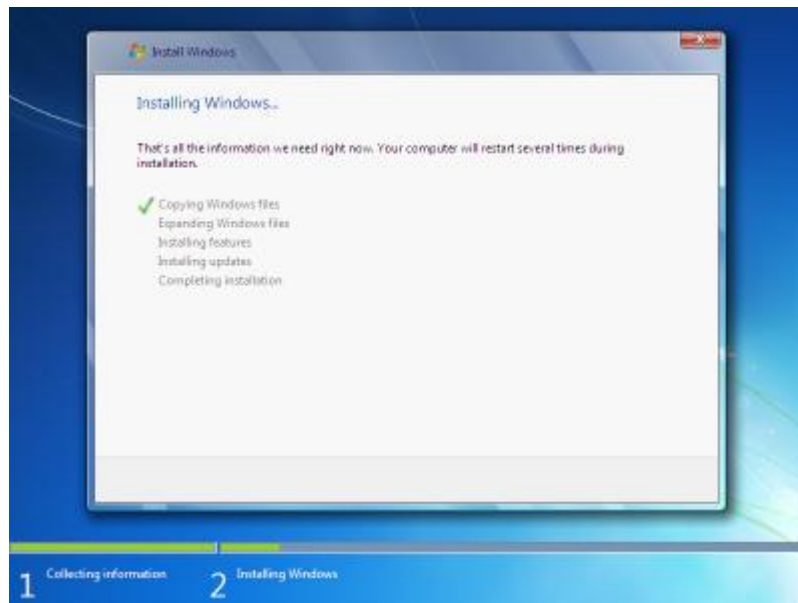 Install Windows
Installing Windows...
That's all the information we need right now. Your computer will restart several times during
installation.
Copying Windows files
Expanding Windows files
Installing features
Installing updates
Completing installation
1 Collecting information
2 Installing Windows